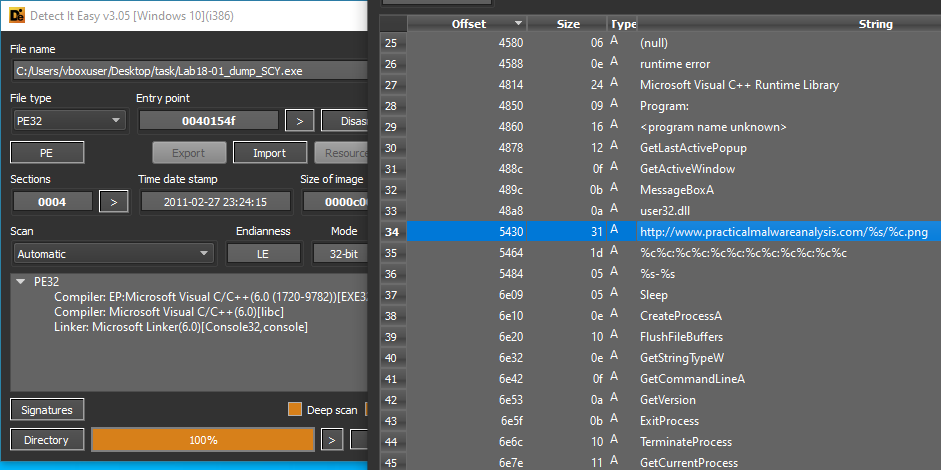 Detect It Easy v3.05 [Windows 10](i386)
File name
C:/Users/vboxuser/Desktop/task/Lab18-01_dump_SCY.exe
File type
Entry point
PE32
0040154f
>
PE
Export
Import
Sections
Time date stamp
Size of image
0004
>
2011-02-27 23:24:15
Scan
Endianness
Mode
Automatic
LE
32-bit
PE32
Compiler: EP:Microsoft Visual C/C++(6.0 (1720-9782))[EXE32
Compiler: Microsoft Visual C/C++(6.0)[libc]
Linker: Microsoft Linker(6.0)[Console32,console]
Signatures
Deep scan
Directory
100%
>
Offset Size Type String
25 4580 06 A (null)
26 4588 0e A runtime error
27 4814 24 A Microsoft Visual C++ Runtime Library
28 4850 09 A Program:
29 4860 16 A <program name unknown>
30 4878 12 A GetLastActivePopup
31 488c 0f A GetActiveWindow
32 489c 0b A MessageBoxA
33 48a8 0a A user32.dll
34 5430 31 A http://www.practicalmalwareanalysis.com/%s/%c.png
35 5464 1d A %c%c:%c%c:%c%c:%c%c:%c%c:%c%c
36 5484 05 A %s-%s
37 6e09 05 A Sleep
38 6e10 0e A CreateProcessA
39 6e20 10 A FlushFileBuffers
40 6e32 0e A GetStringTypeW
41 6e42 0f A GetCommandLineA
42 6e53 0a A GetVersion
43 6e5f 0b A ExitProcess
44 6e6c 10 A TerminateProcess
45 6e7e 11 A GetCurrentProcess